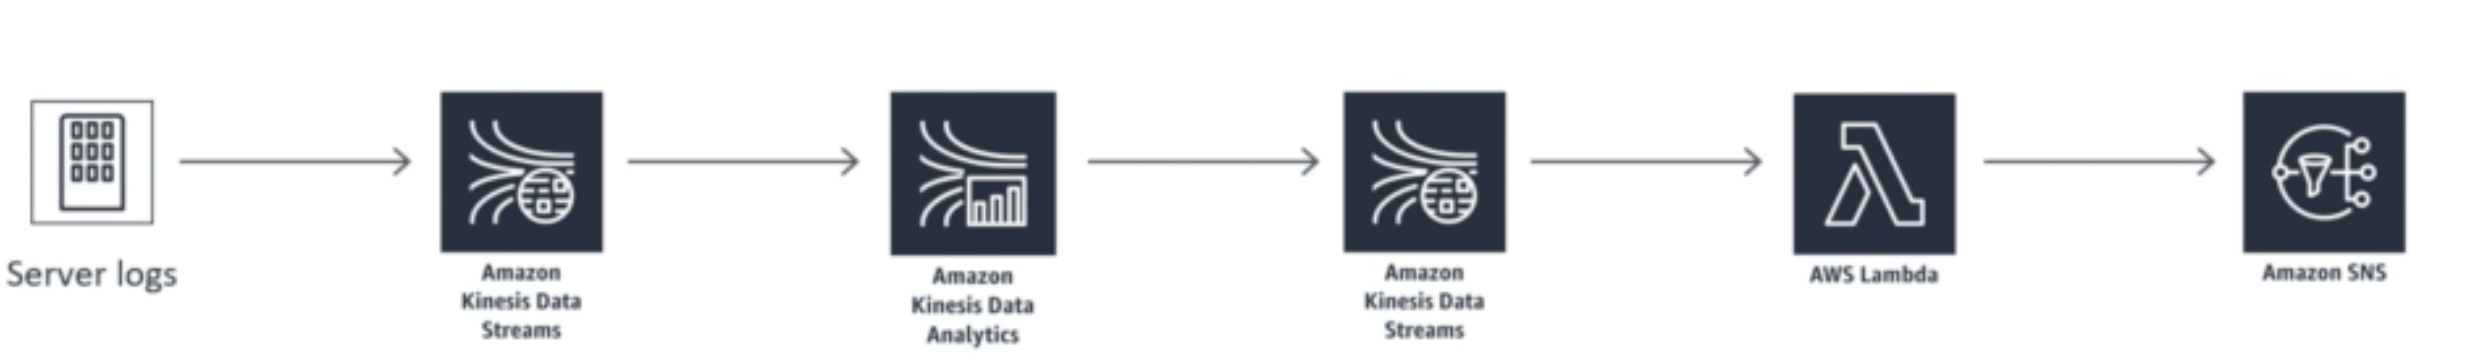 Server logs
Amazon
Kinesis Data
Streams
Amazon
Kinesis Data
Analytics
Amazon
Kinesis Data
Streams
AWS Lambda
Amazon SNS